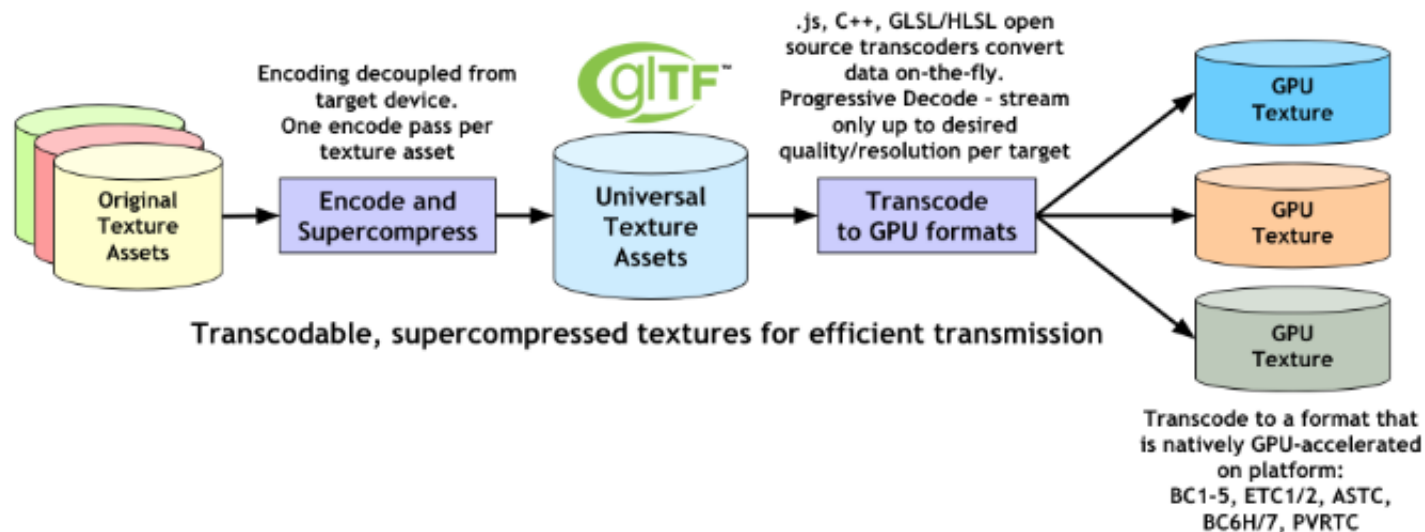 Original
Texture
Assets
Encoding decoupled from
target device.
One encode pass per
texture asset
Encode and
Supercompress
glTF™
Universal
Texture
Assets
.js, C++, GLSL/HLSL open
source transcoders convert
data on-the-fly.
Progressive Decode - stream
only up to desired
quality/resolution per target
Transcode
to GPU formats
GPU
Texture
GPU
Texture
GPU
Texture
Transcodable, supercompressed textures for efficient transmission
Transcode to a format that
is natively GPU-accelerated
on platform:
BC1-5, ETC1/2, ASTC,
BC6H/7, PVRTC